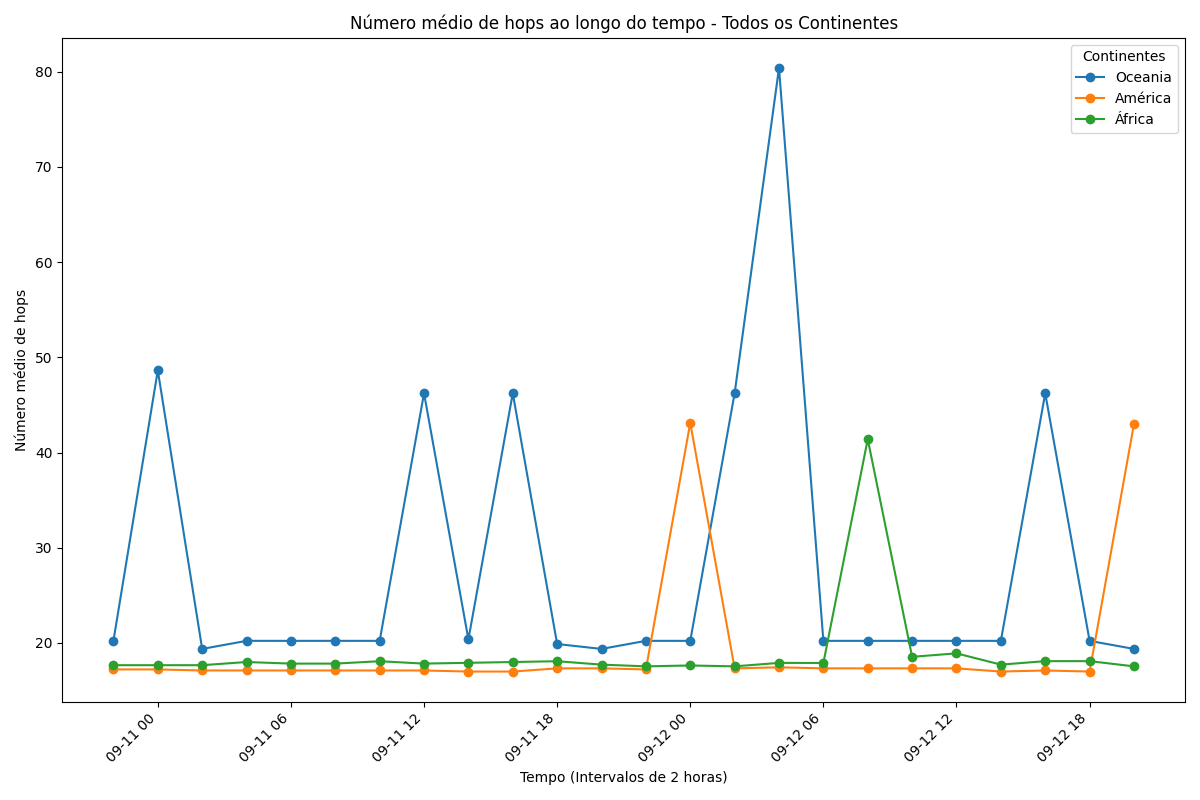 Número médio de hops ao longo do tempo - Todos os Continentes
Continentes
Oceania
América
África
Número médio de hops
80
70
60
50
40
30
20
09-11 00
09-11 06
09-11 12
09-11 18
09-12 00
09-12 06
09-12 12
09-12 18
Tempo (Intervalos de 2 horas)